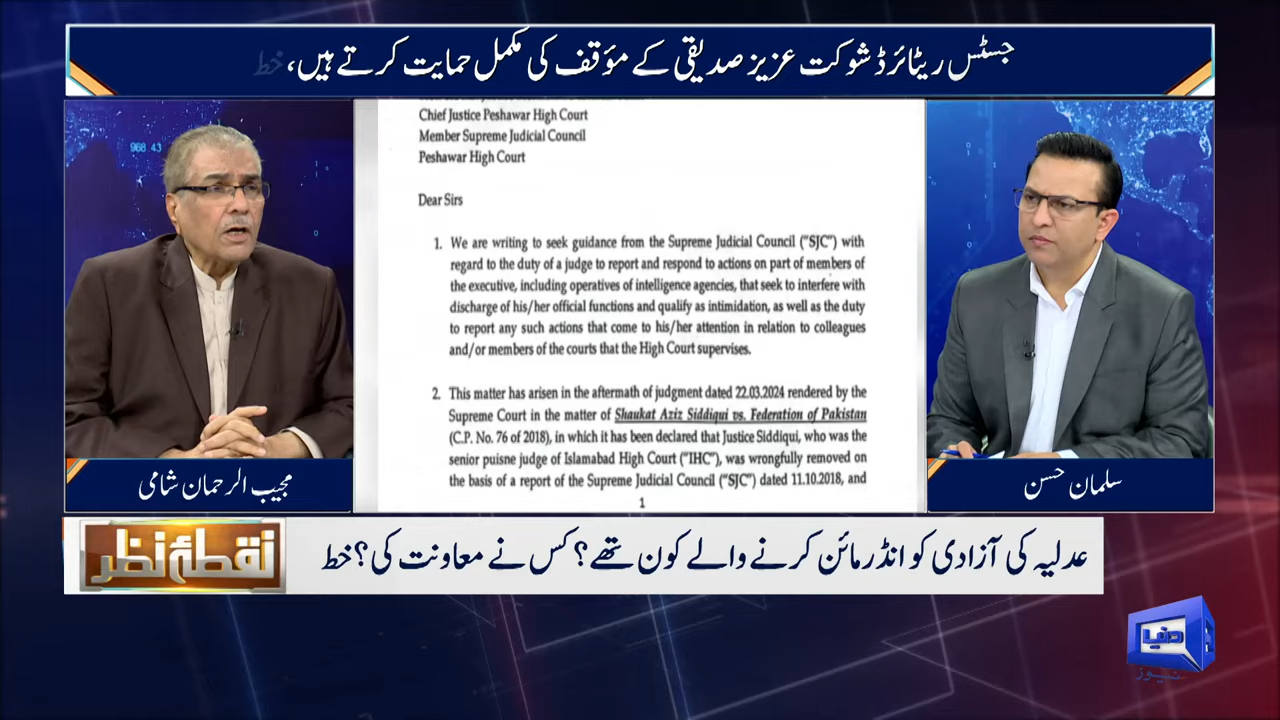 جسٹس ریٹائرڈ شوکت عزیز صدیقی کے مؤقف کی مکمل حمایت کرتے ہیں، خط
968 43
Chief Justice Peshawar High Court
Member Supreme Judicial Council
Peshawar High Court
Dear Sirs
1. We are writing to seek guidance from the Supreme Judicial Council ("SJC") with
regard to the duty of a judge to report and respond to actions on part of members of
the executive, including operatives of intelligence agencies, that seek to interfere with
discharge of his/her official functions and qualify as intimidation, as well as the duty
to report any such actions that come to his/her attention in relation to colleagues
and/or members of the courts that the High Court supervises.
2. This matter has arisen in the aftermath of judgment dated 22.03.2024 rendered by the
Supreme Court in the matter of Shaukat Aziz Siddiqui vs. Federation of Pakistan
(C.P. No. 76 of 2018), in which it has been declared that Justice Siddiqui, who was the
senior puisne judge of Islamabad High Court ("IHC"), was wrongfully removed on
the basis of a report of the Supreme Judicial Council ("SJC") dated 11.10.2018, and
1
مجیب الرحمان شامی
سلمان حسن
نقطۂ نظر
عدلیہ کی آزادی کو انڈرمائن کرنے والے کون تھے؟ کس نے معاونت کی؟ خط
دنیا
نیوز